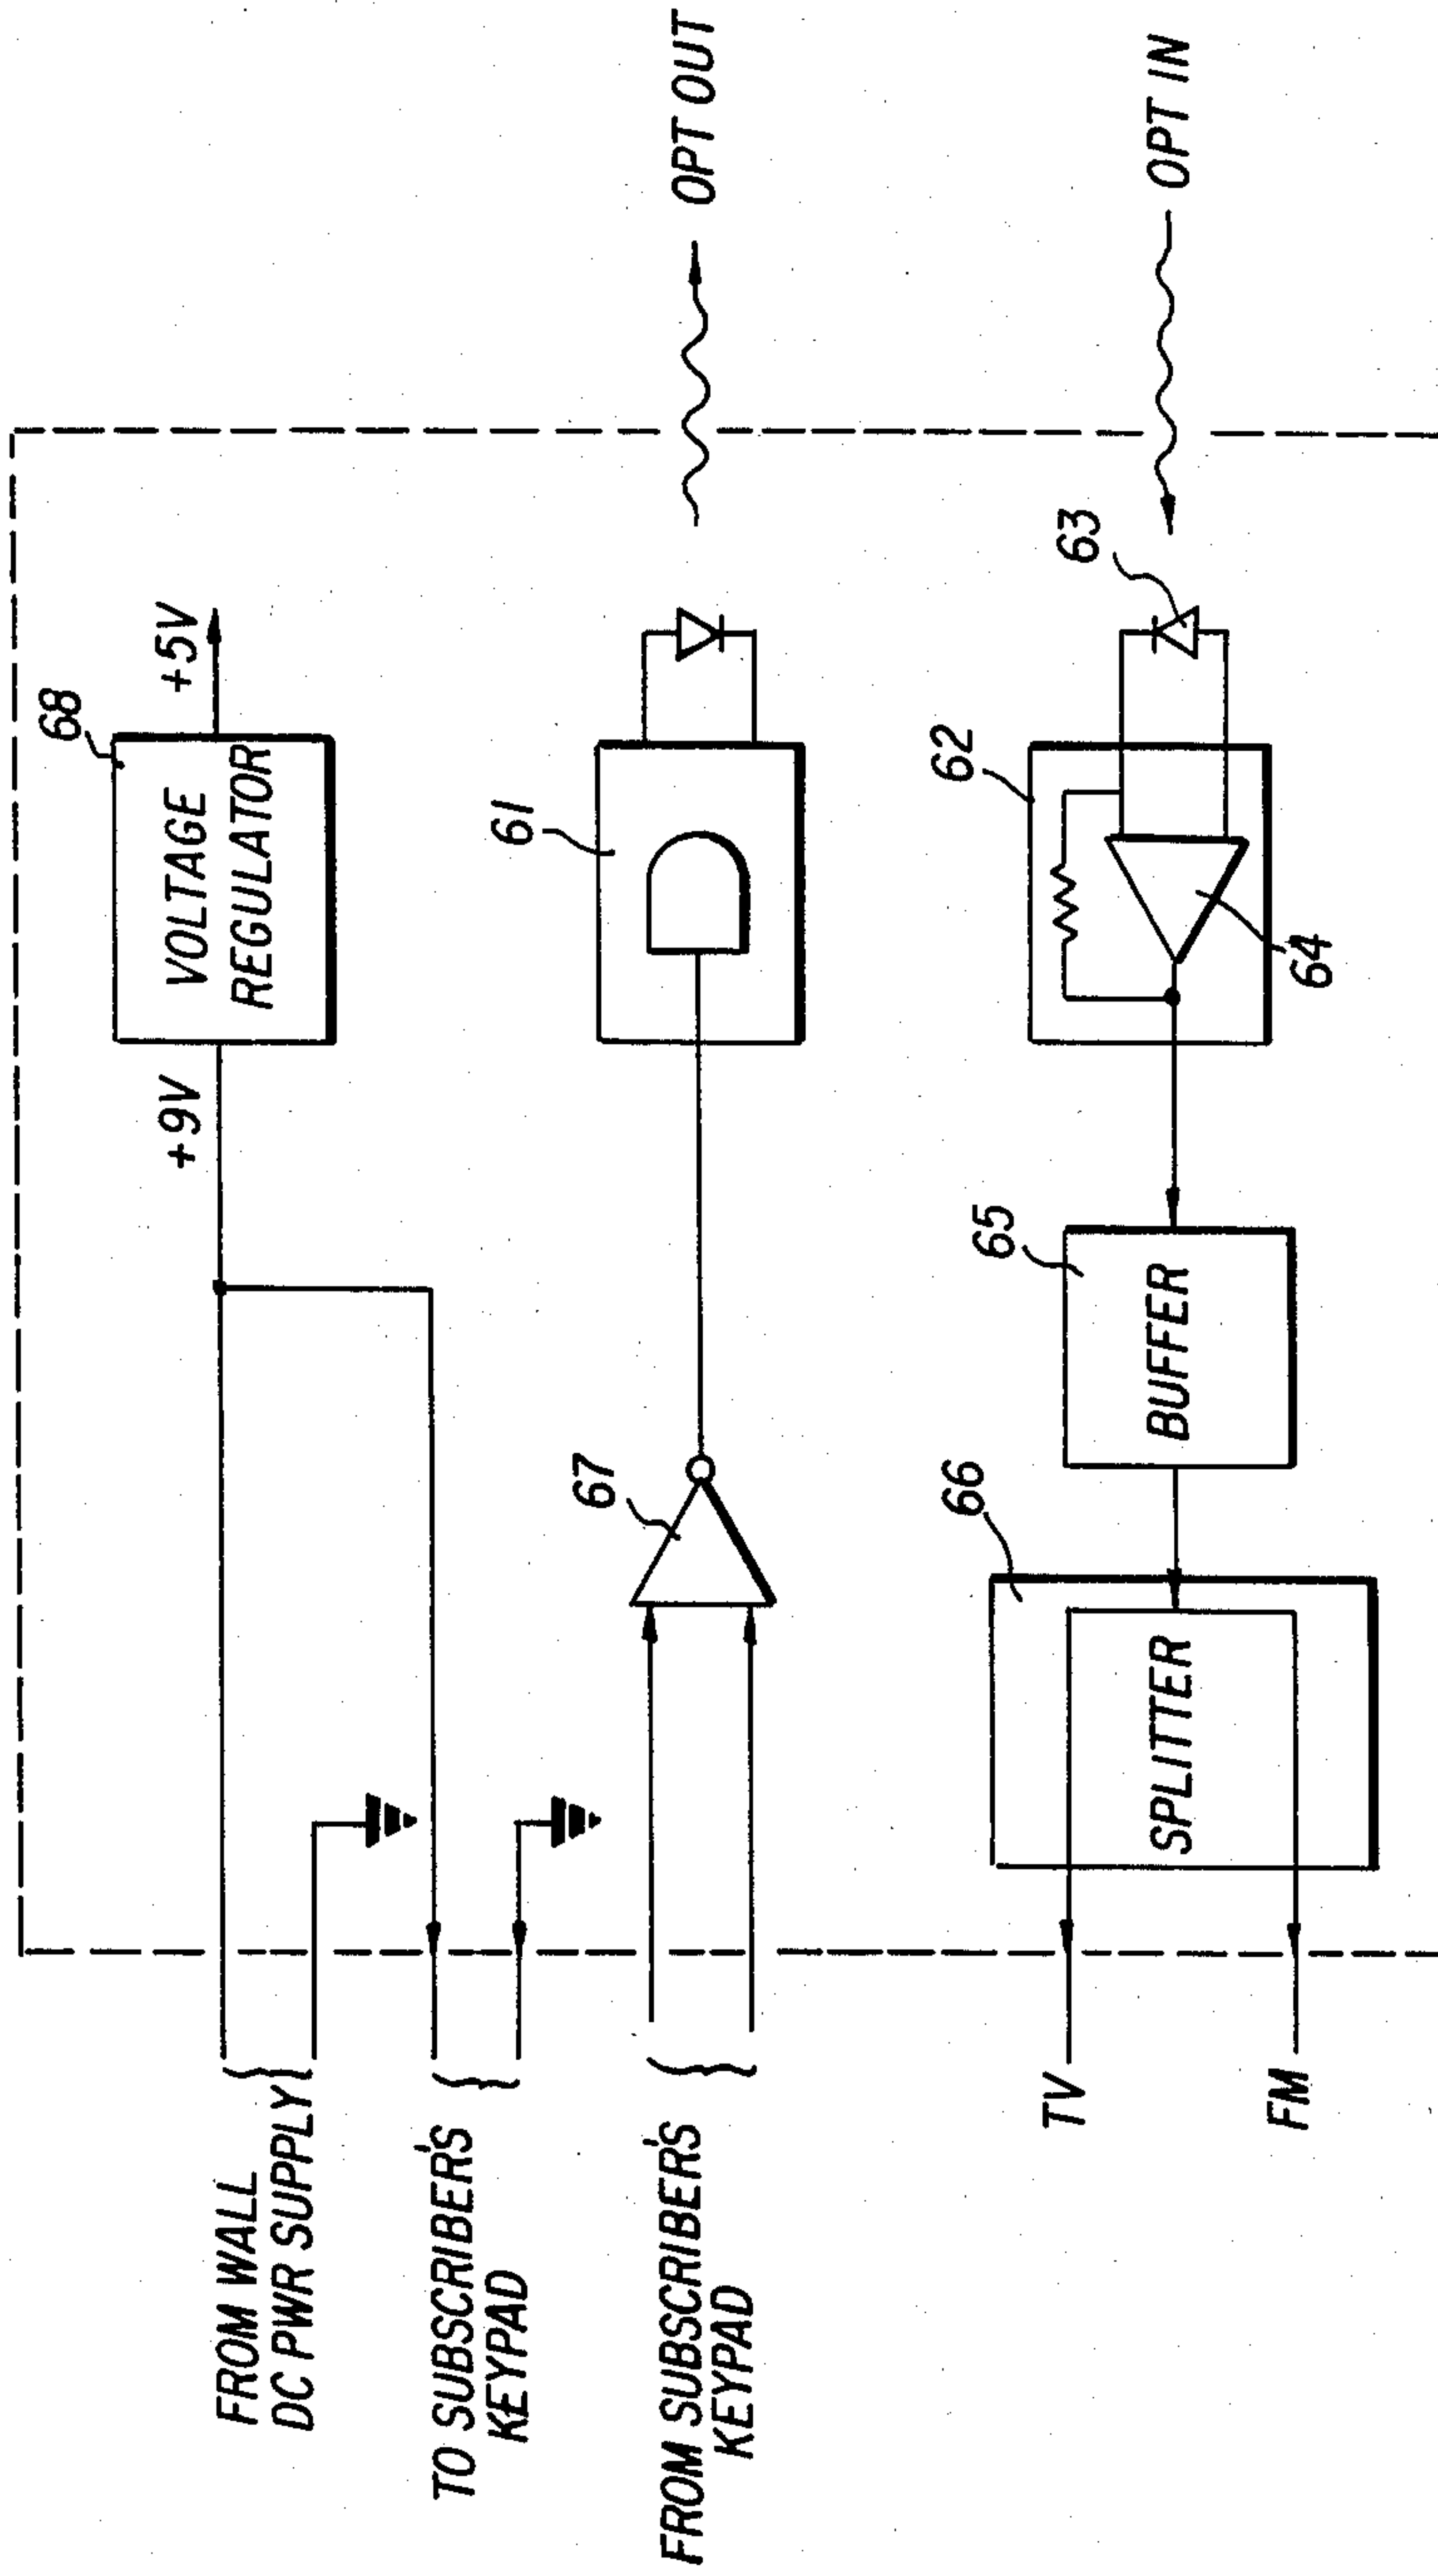 68
VOLTAGE
REGULATOR
+9V
+5V
FROM WALL
DC PWR SUPPLY
TO SUBSCRIBER'S
KEYPAD
61
67
OPT OUT
FROM SUBSCRIBER'S
KEYPAD
66
SPLITTER
65
BUFFER
62
64
63
OPT IN
TV
FM